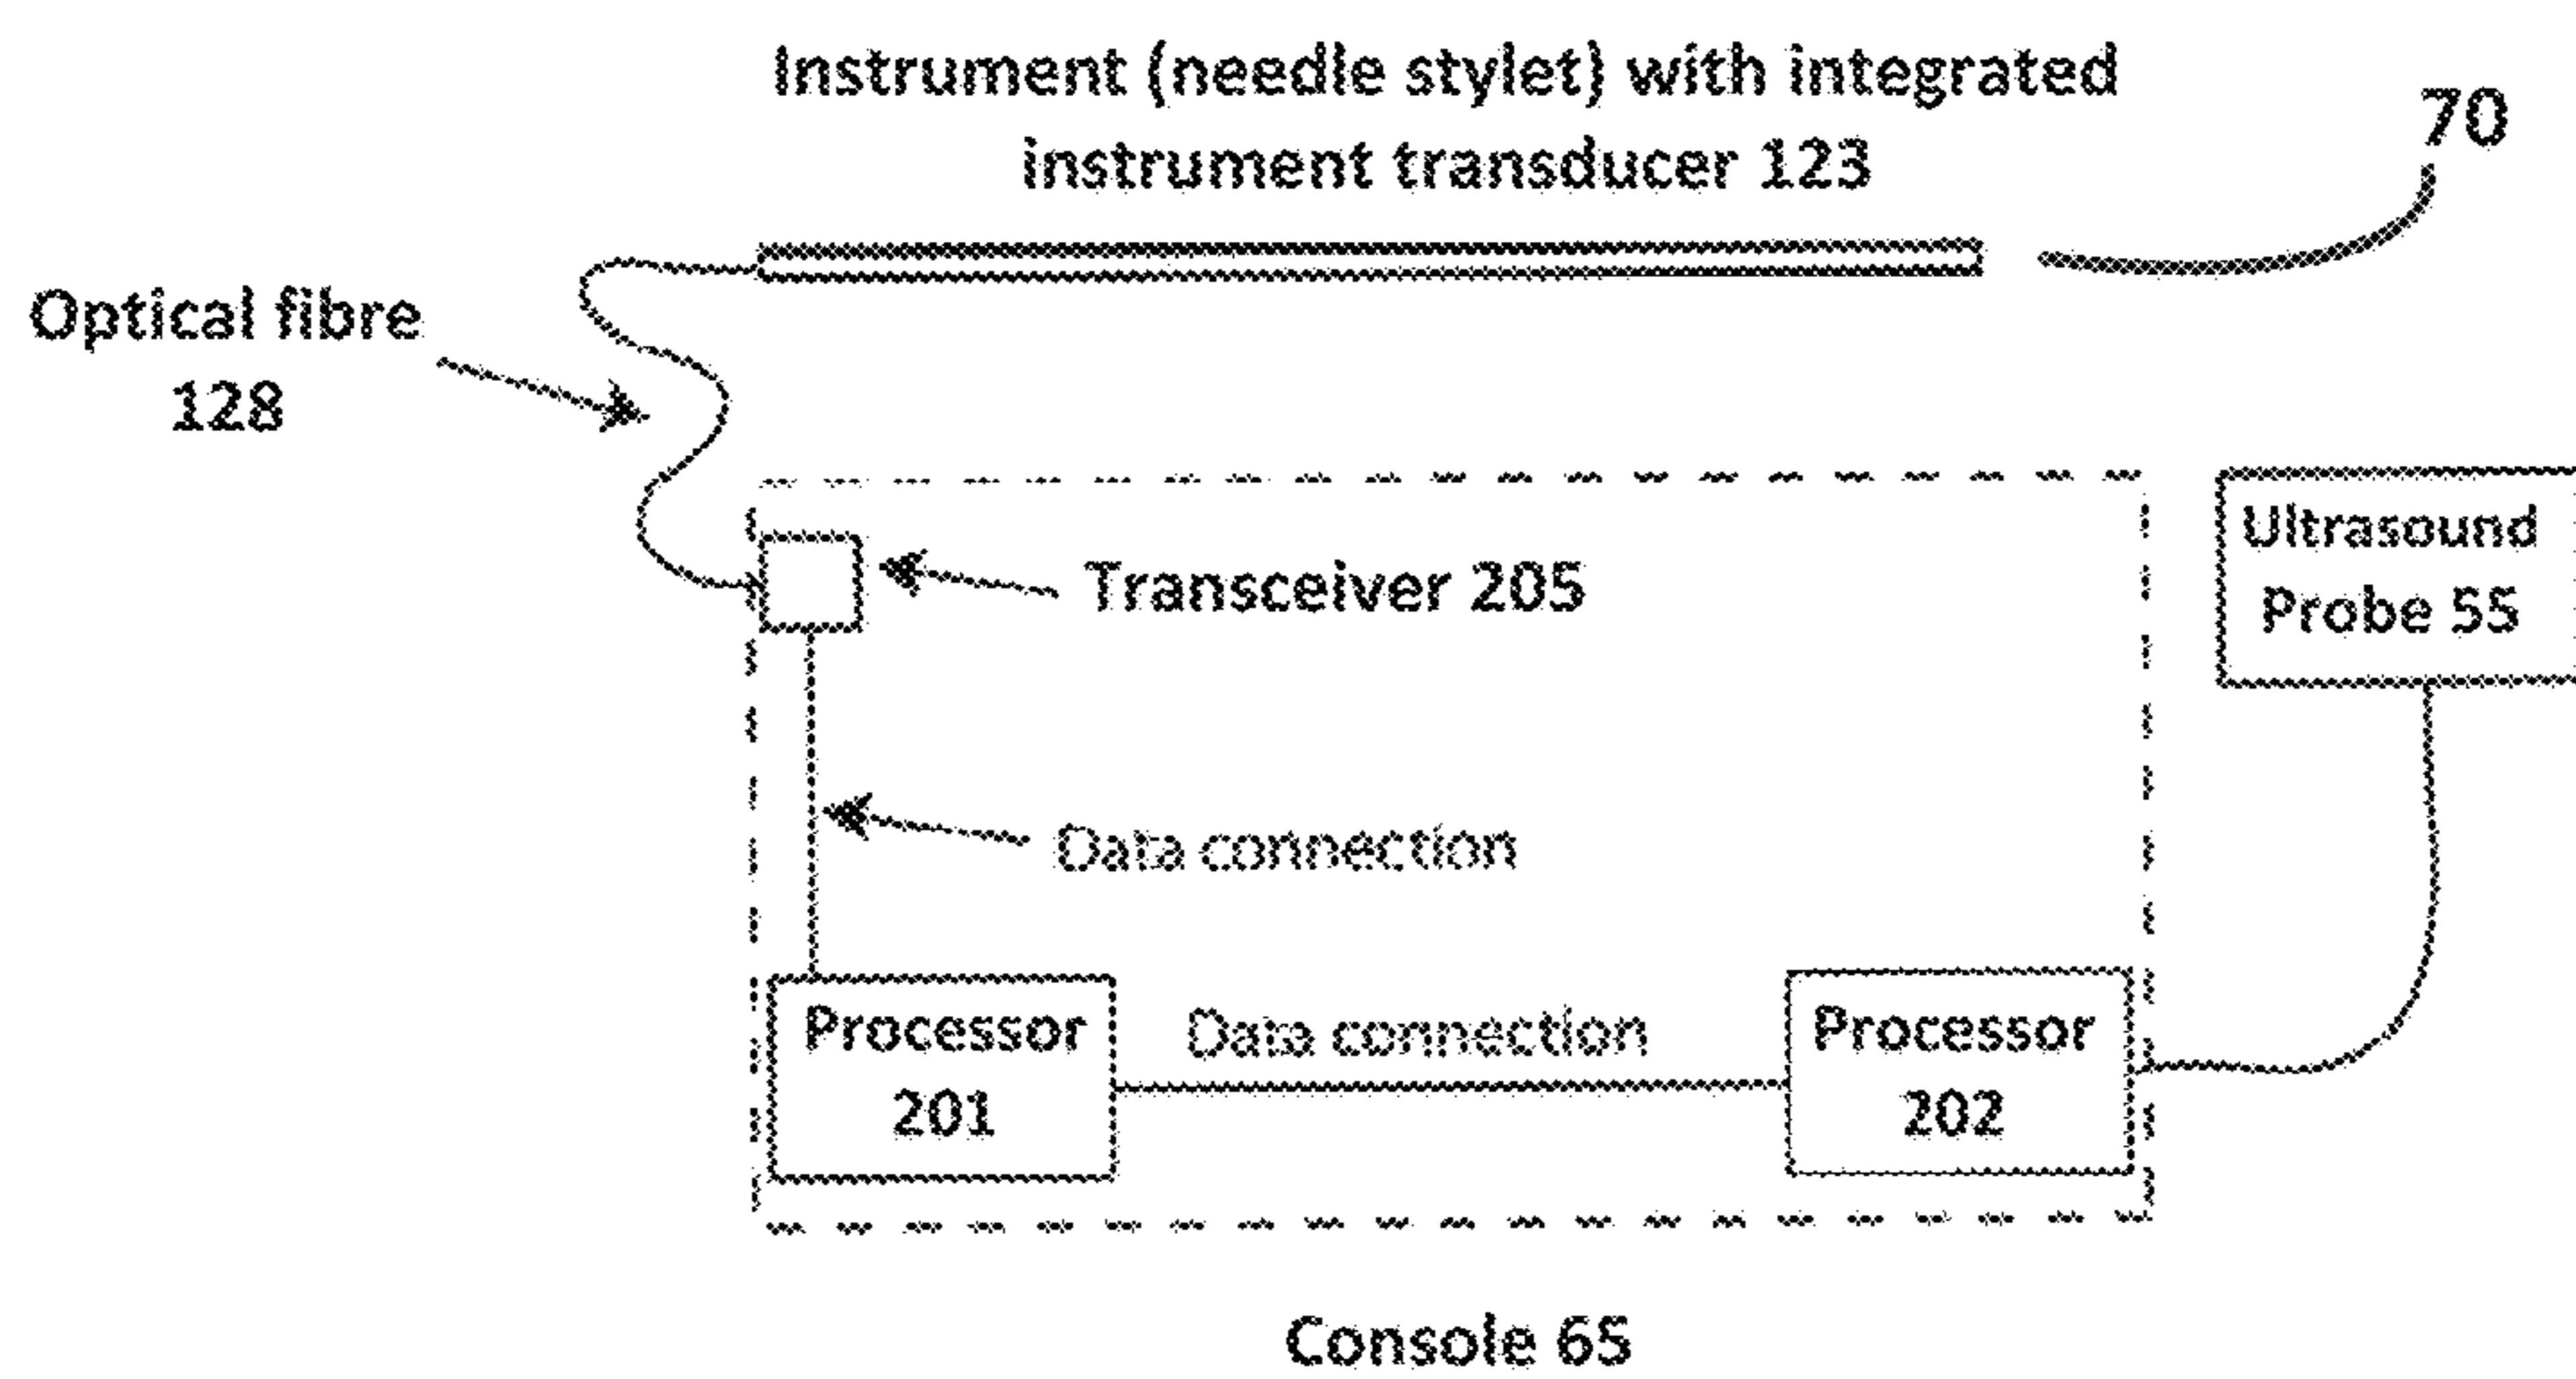 Instrument (needle stylet) with integrated
instrument transducer 123
70
Optical fibre
128
Ultrasound
Probe 55
Transceiver 205
Data connection
Processor
201
Data connection
Processor
202
Console 65